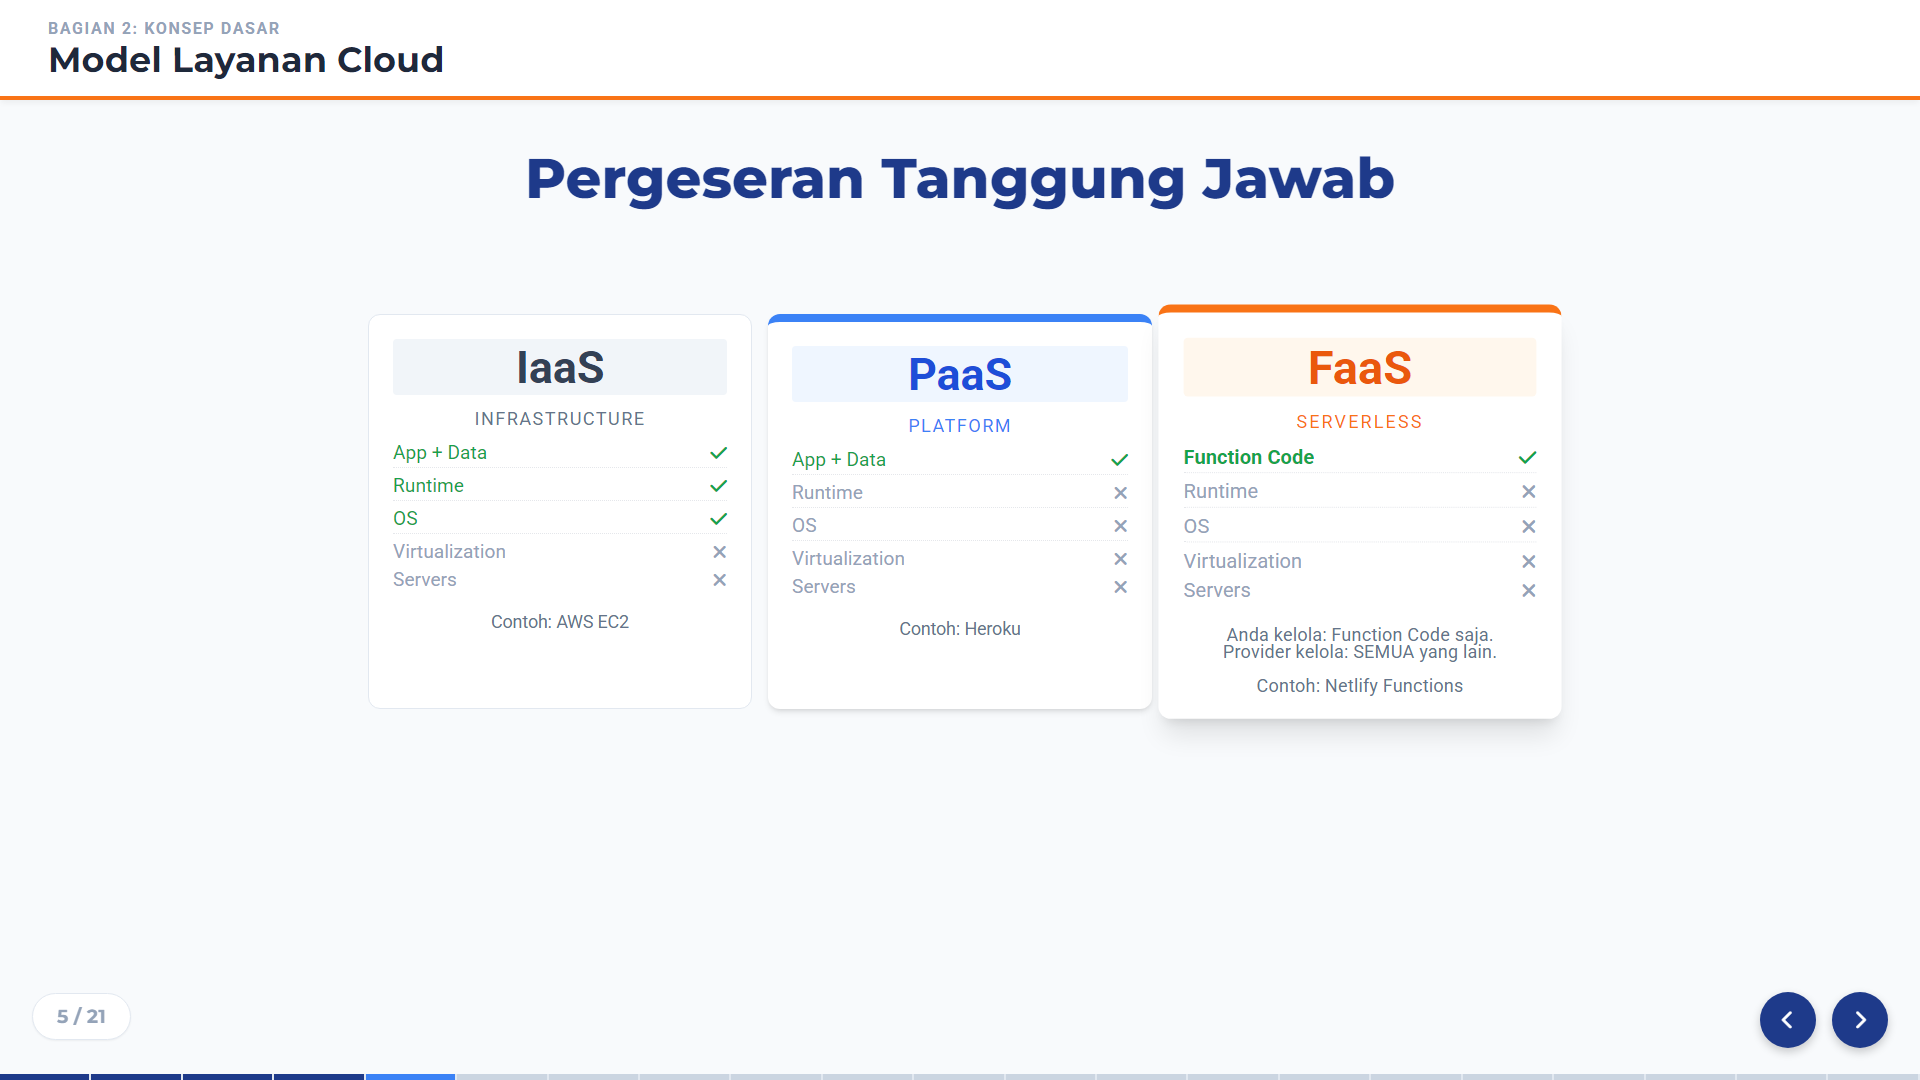 BAGIAN 2: KONSEP DASAR
Model Layanan Cloud
Pergeseran Tanggung Jawab
IaaS
INFRASTRUCTURE
App + Data
Runtime
OS
Virtualization
Servers
Contoh: AWS EC2
PaaS
PLATFORM
App + Data
Runtime
OS
Virtualization
Servers
Contoh: Heroku
FaaS
SERVERLESS
Function Code
Runtime
OS
Virtualization
Servers
Anda kelola: Function Code saja.
Provider kelola: SEMUA yang lain.
Contoh: Netlify Functions
5 / 21